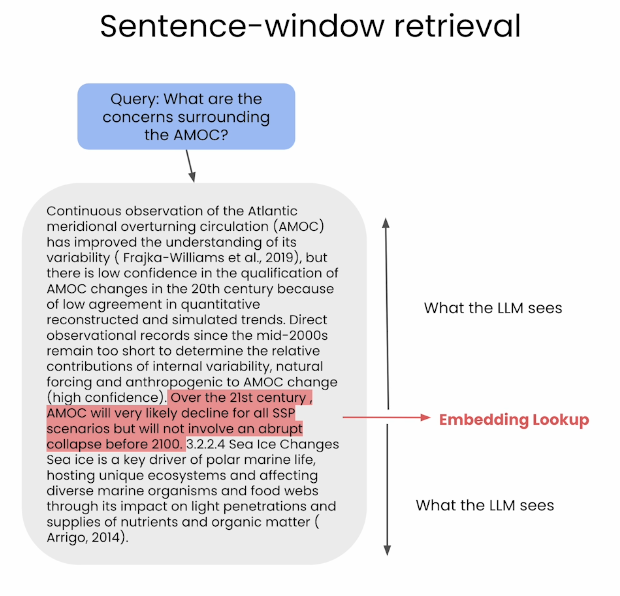 Sentence-window retrieval
Query: What are the
concerns surrounding
the AMOC?
Continuous observation of the Atlantic
meridional overturning circulation (AMOC)
has improved the understanding of its
variability ( Frajka-Williams et al., 2019), but
there is low confidence in the qualification of
AMOC changes in the 20th century because
of low agreement in quantitative
reconstructed and simulated trends. Direct
observational records since the mid-2000s
remain too short to determine the relative
contributions of internal variability, natural
forcing and anthropogenic to AMOC change
(high confidence). Over the 21st century ,
AMOC will very likely decline for all SSP
scenarios but will not involve an abrupt
collapse before 2100. 3.2.2.4 Sea Ice Changes
Sea ice is a key driver of polar marine life,
hosting unique ecosystems and affecting
diverse marine organisms and food webs
through its impact on light penetrations and
supplies of nutrients and organic matter (
Arrigo, 2014).
What the LLM sees
Embedding Lookup
What the LLM sees